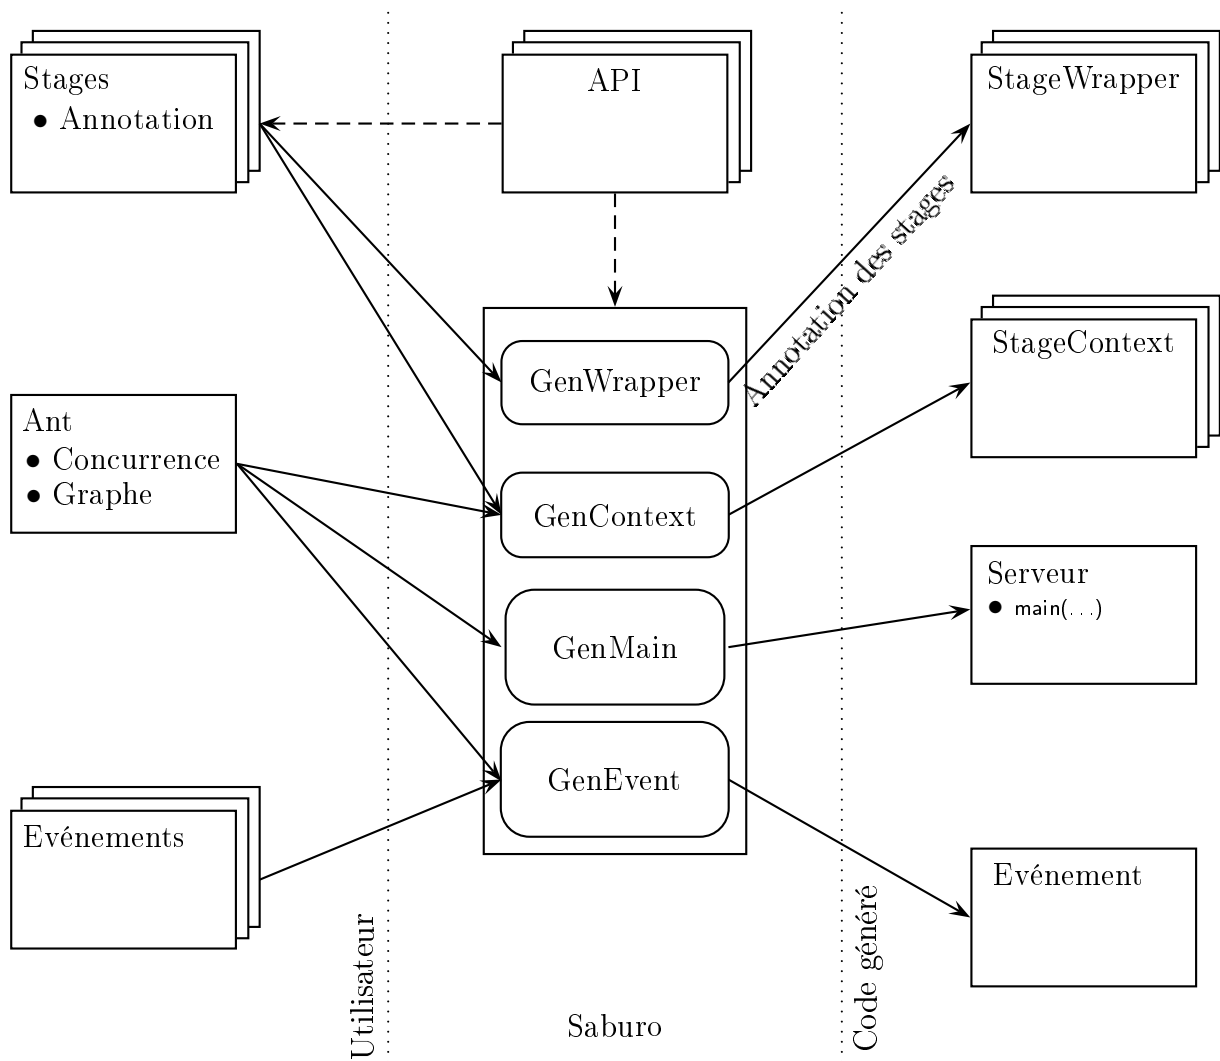 Stages
• Annotation
API
StageWrapper
Annotation des stages
StageContext
GenWrapper
Ant
• Concurrence
• Graphe
GenContext
Serveur
• main(...)
GenMain
GenEvent
Evénements
Evénement
Utilisateur
Code généré
Saburo